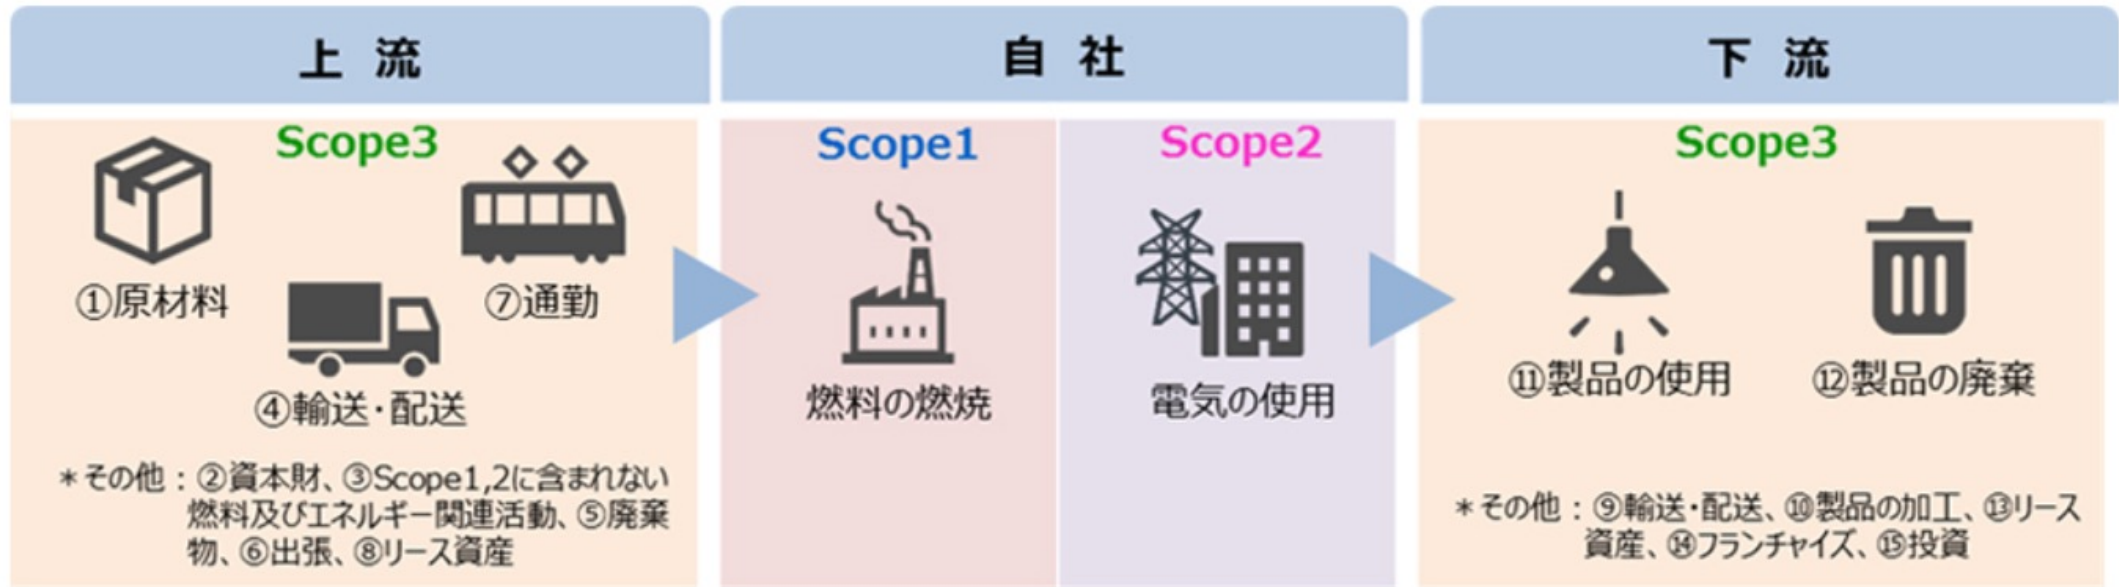 上 流
Scope3
①原材料
⑦通勤
④輸送・配送
＊その他：②資本財、③Scope1,2に含まれない
燃料及びエネルギー関連活動、⑤廃棄
物、⑥出張、⑧リース資産
自 社
Scope1
燃料の燃焼
Scope2
電気の使用
下 流
Scope3
⑪製品の使用
⑫製品の廃棄
＊その他：⑨輸送・配送、⑩製品の加工、⑬リース
資産、⑭フランチャイズ、⑮投資